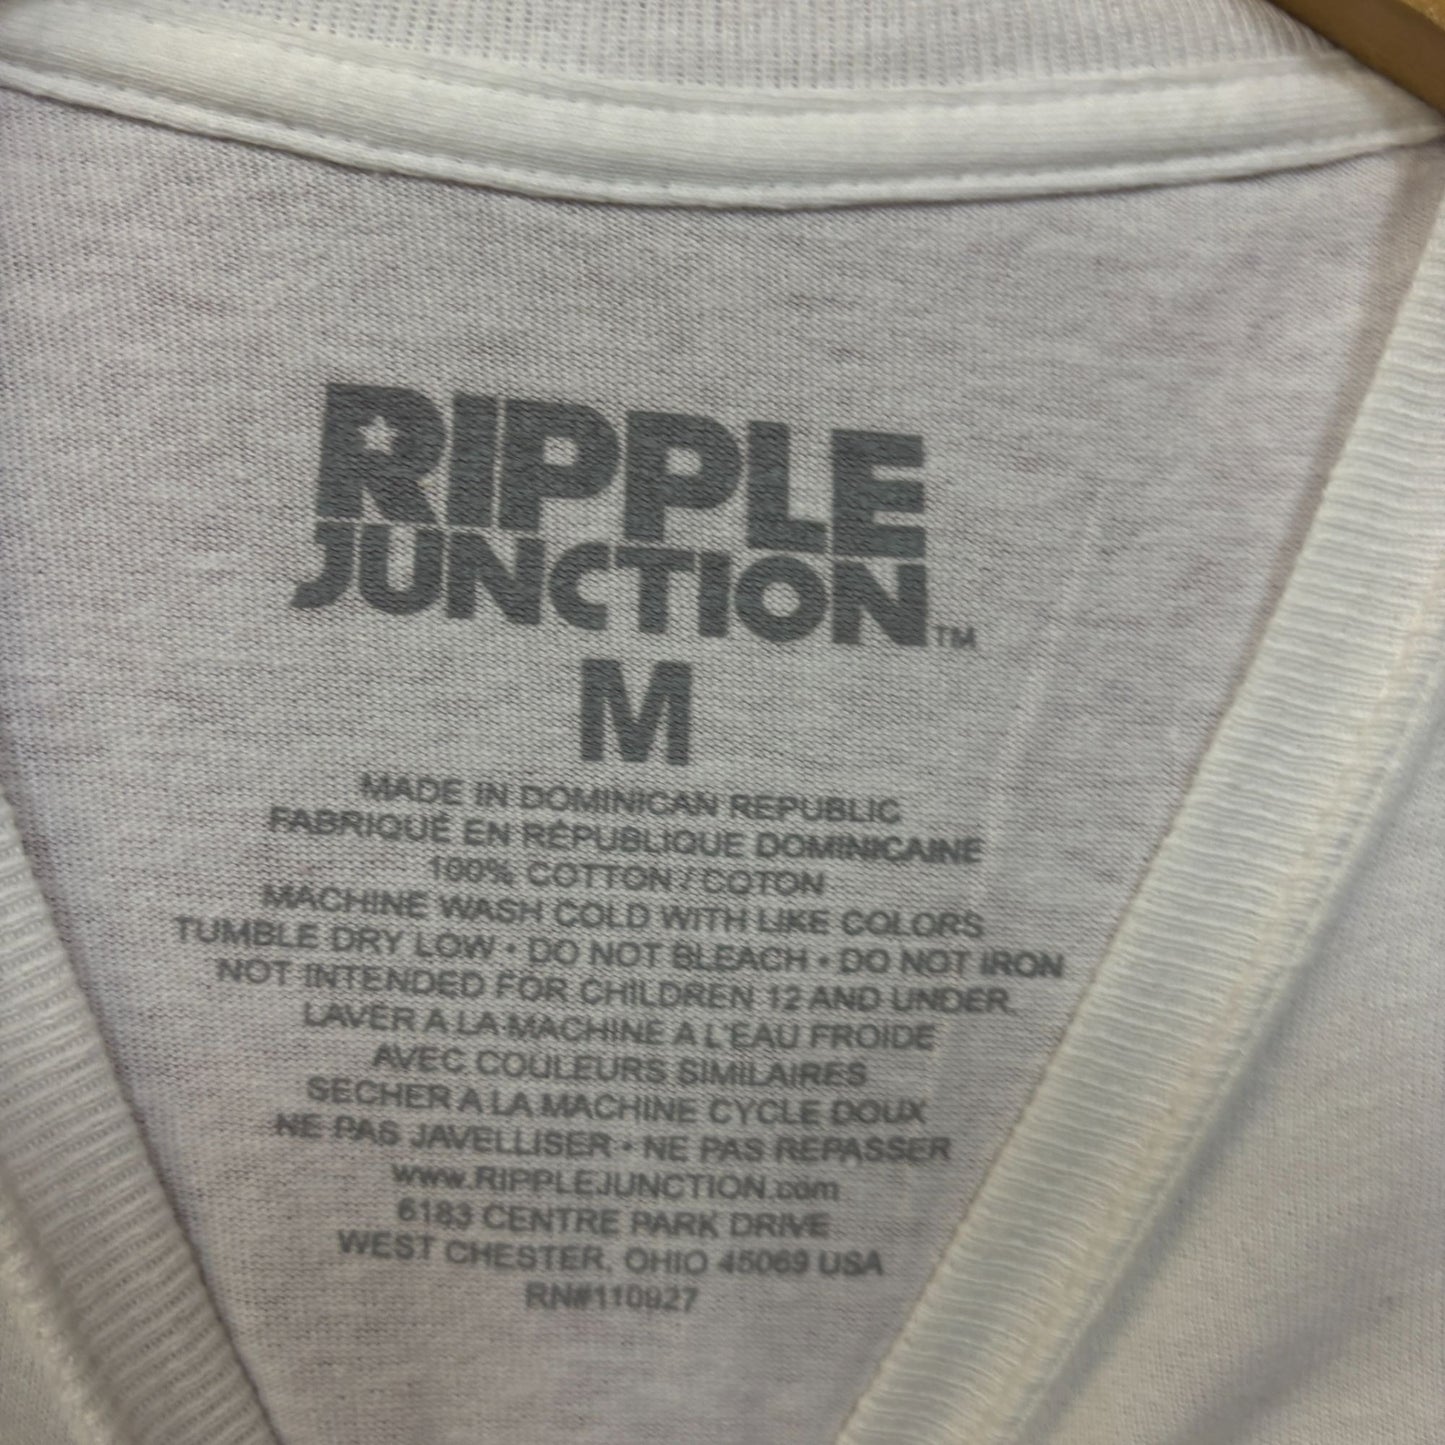 RIPPLE
JUNCTION™
M
MADE IN DOMINICAN REPUBLIC
FABRIQUÉ EN RÉPUBLIQUE DOMINICAINE
100% COTTON / COTON
MACHINE WASH COLD WITH LIKE COLORS
TUMBLE DRY LOW • DO NOT BLEACH • DO NOT IRON
NOT INTENDED FOR CHILDREN 12 AND UNDER.
LAVER A LA MACHINE A L'EAU FROIDE
AVEC COULEURS SIMILAIRES
SECHER A LA MACHINE CYCLE DOUX
NE PAS JAVELLISER • NE PAS REPASSER
www.RIPPLEJUNCTION.com
6183 CENTRE PARK DRIVE
WEST CHESTER, OHIO 45069 USA
RN#110927